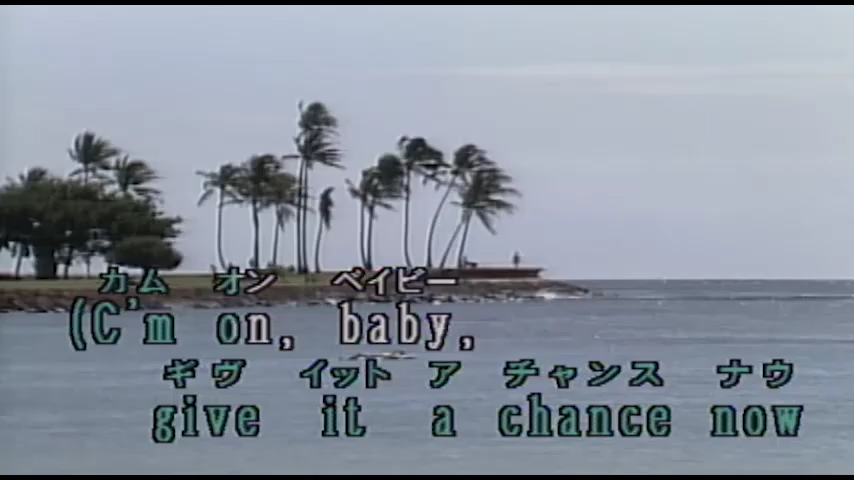 カム オン ベイビー
(C'm on, baby,
ギヴ イット ア チャンス ナウ
give it a chance now